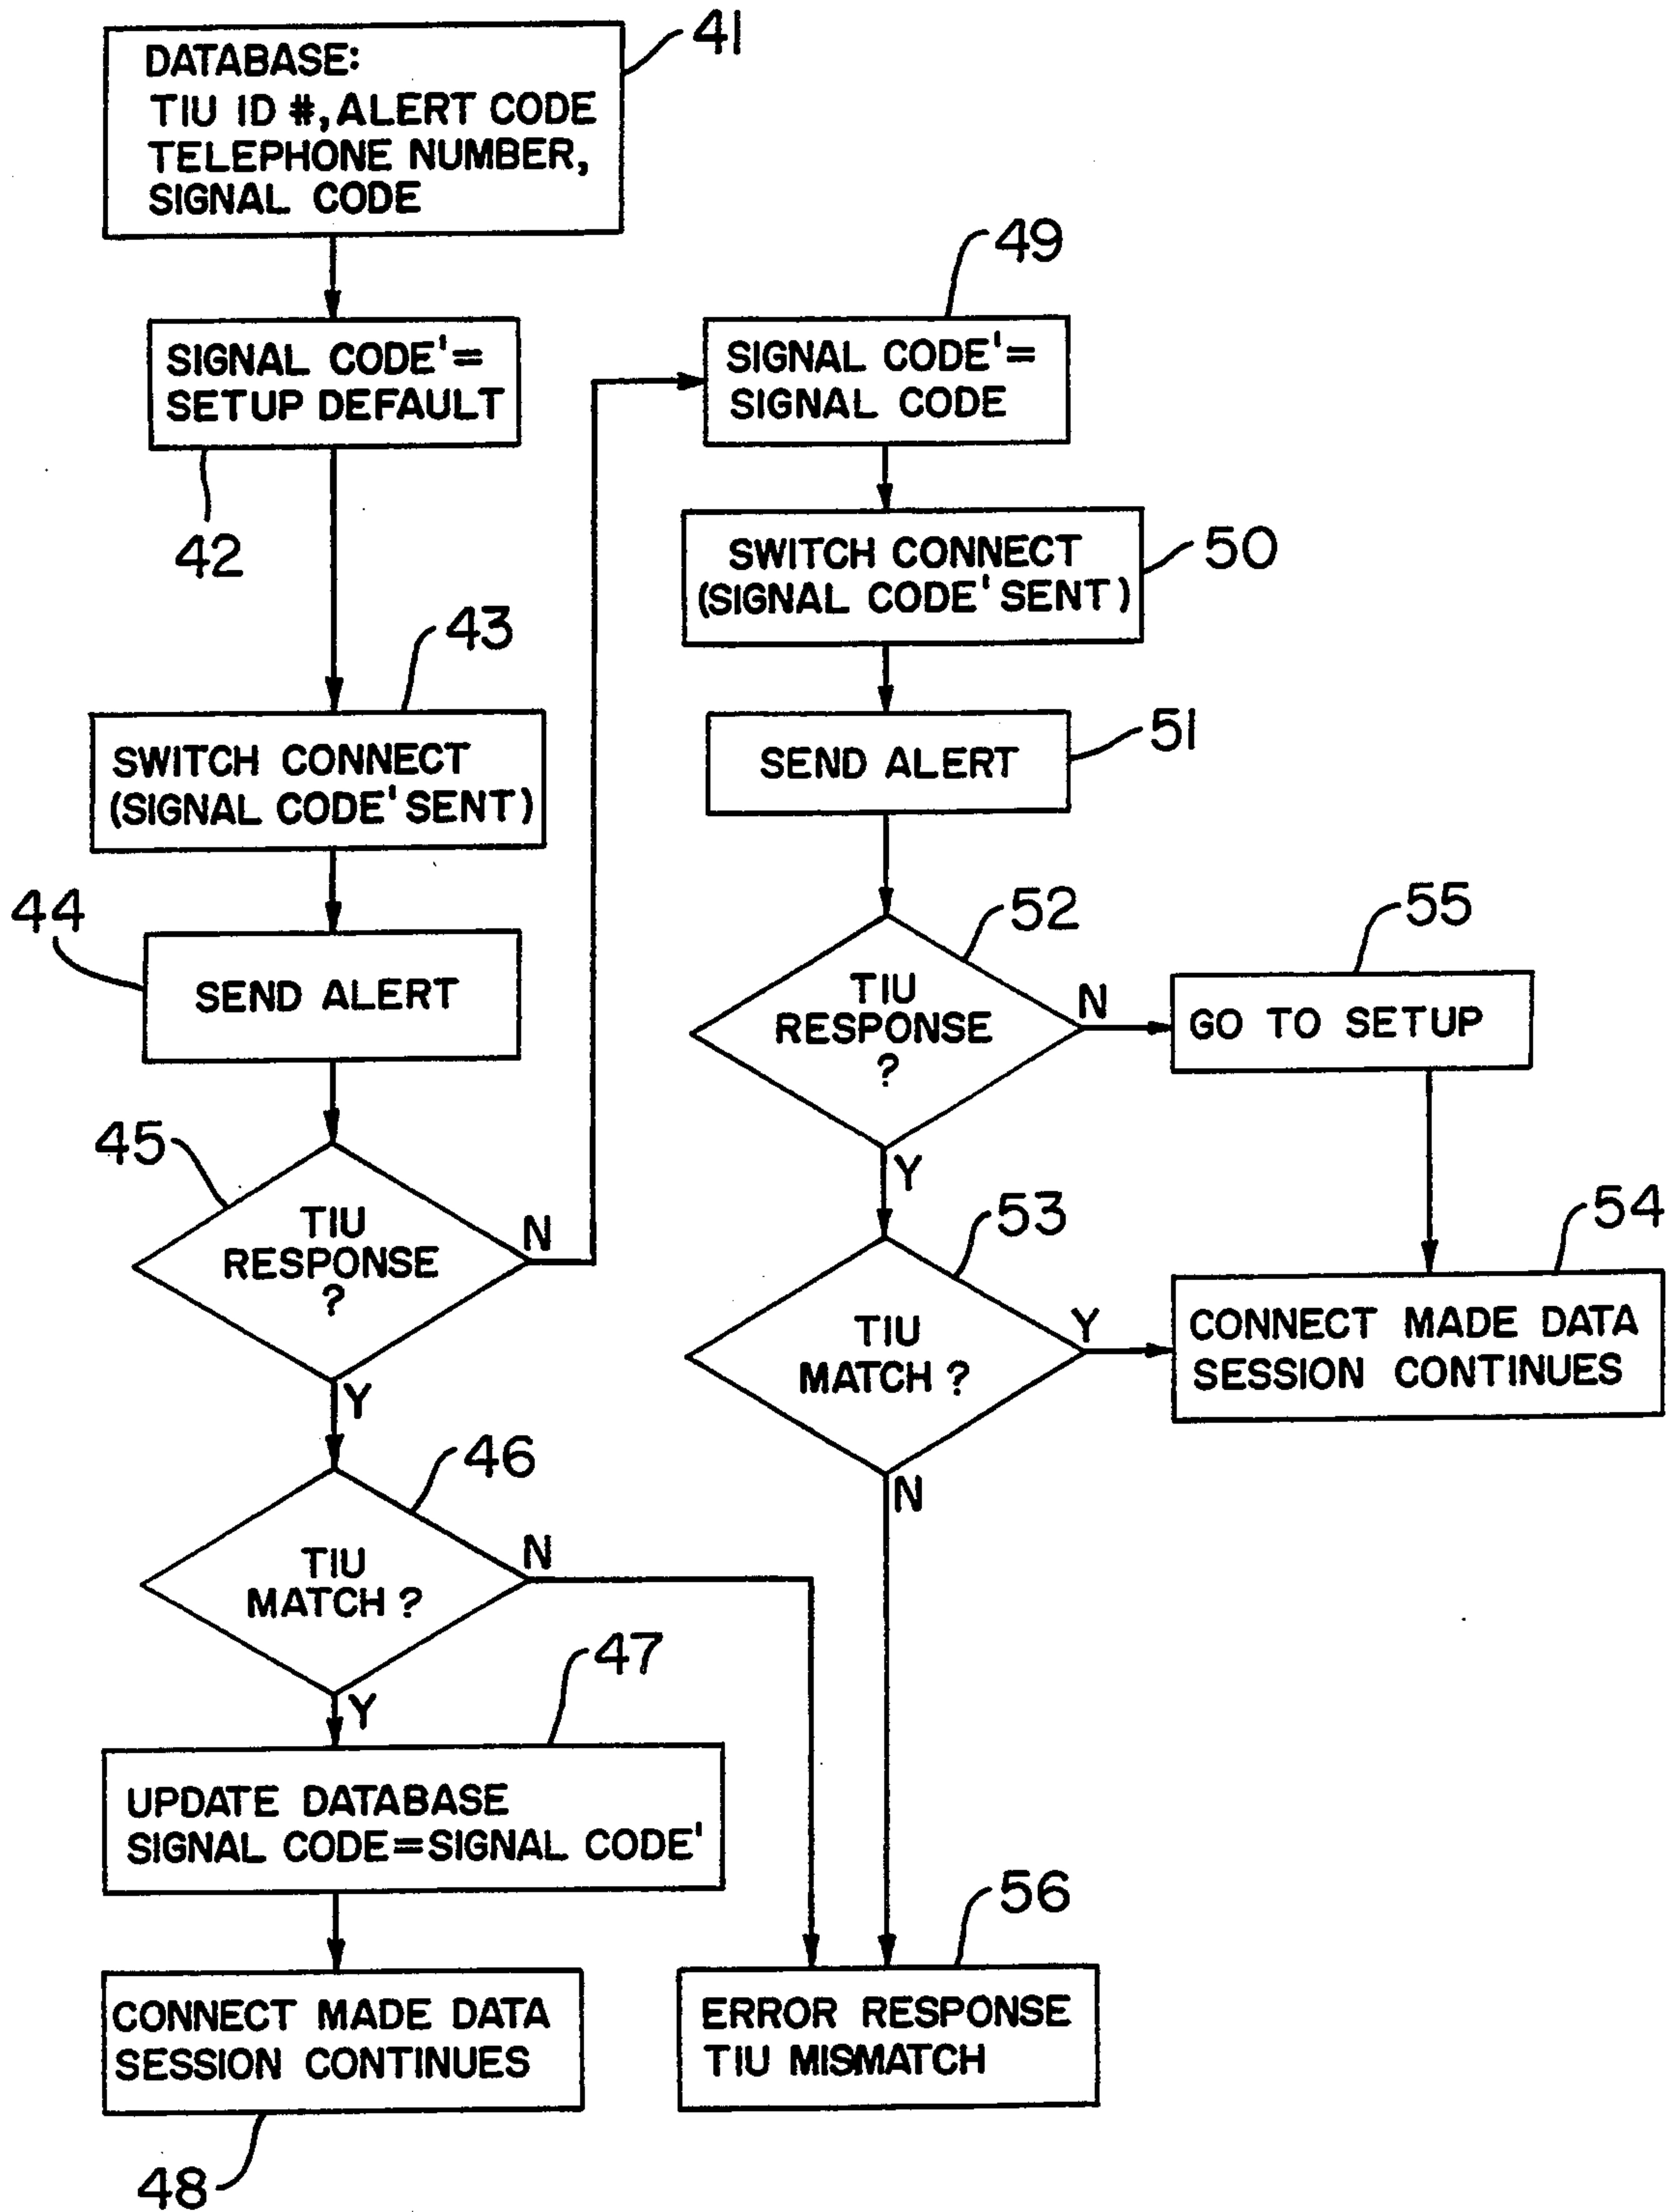 41
DATABASE:
TIU ID #, ALERT CODE
TELEPHONE NUMBER,
SIGNAL CODE
SIGNAL CODE'=
SETUP DEFAULT
42
43
SWITCH CONNECT
(SIGNAL CODE' SENT)
44
SEND ALERT
45
TIU
RESPONSE
?
N
Y
46
TIU
MATCH ?
N
Y
47
UPDATE DATABASE
SIGNAL CODE=SIGNAL CODE'
CONNECT MADE DATA
SESSION CONTINUES
48
49
SIGNAL CODE'=
SIGNAL CODE
50
SWITCH CONNECT
(SIGNAL CODE' SENT)
51
SEND ALERT
52
TIU
RESPONSE
?
N
Y
55
GO TO SETUP
53
TIU
MATCH ?
Y
N
54
CONNECT MADE DATA
SESSION CONTINUES
56
ERROR RESPONSE
TIU MISMATCH